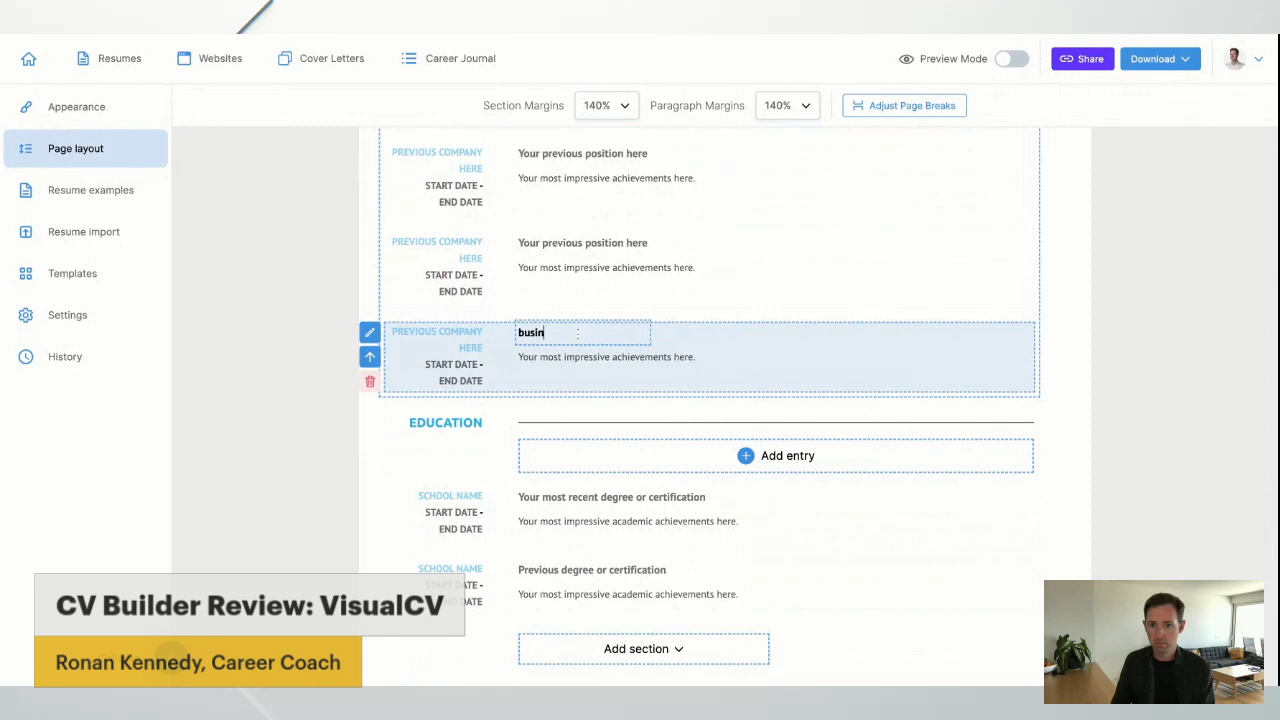 Resumes
Websites
Cover Letters
Career Journal
Preview Mode
Share
Download
Appearance
Section Margins
140%
Paragraph Margins
140%
Adjust Page Breaks
Page layout
Resume examples
Resume import
Templates
Settings
History
PREVIOUS COMPANY
HERE
START DATE -
END DATE
Your previous position here
Your most impressive achievements here.
PREVIOUS COMPANY
HERE
START DATE -
END DATE
Your previous position here
Your most impressive achievements here.
PREVIOUS COMPANY
HERE
START DATE -
END DATE
busin
Your most impressive achievements here.
EDUCATION
Add entry
SCHOOL NAME
START DATE -
END DATE
Your most recent degree or certification
Your most impressive academic achievements here.
SCHOOL NAME
START DATE -
END DATE
Previous degree or certification
Your most impressive academic achievements here.
Add section
CV Builder Review: VisualCV
Ronan Kennedy, Career Coach